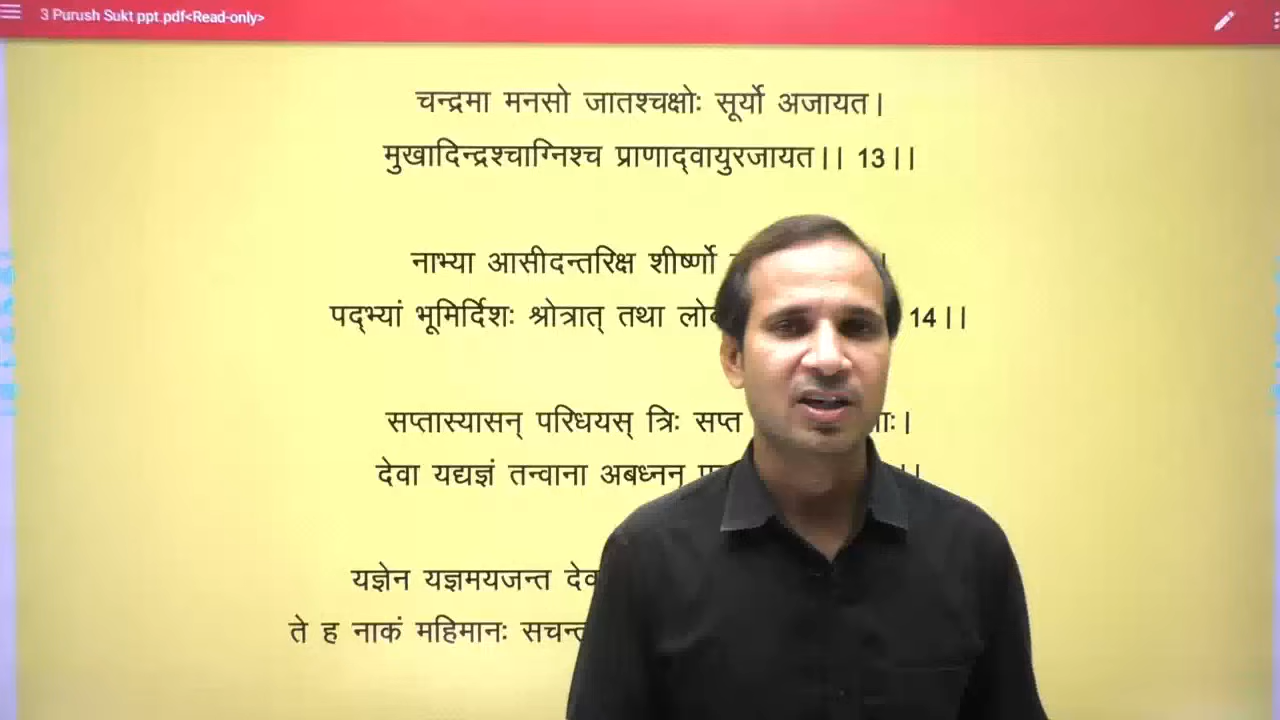 3 Purush Sukt ppt.pdf<Read-only>
चन्द्रमा मनसो जातश्चक्षोः सूर्यो अजायत।
मुखादिन्द्रश्चाग्निश्च प्राणाद्वायुरजायत।। 13।।
नाभ्या आसीदन्तरिक्ष शीर्ष्णो
पद्भ्यां भूमिर्दिशः श्रोत्रात् तथा 14।।
सप्तास्यासन् परिधयस् त्रिः सप्त
देवा यद्यज्ञं तन्वाना अबध्नन्
यज्ञेन यज्ञमयजन्त
ते ह नाकं महिमानः